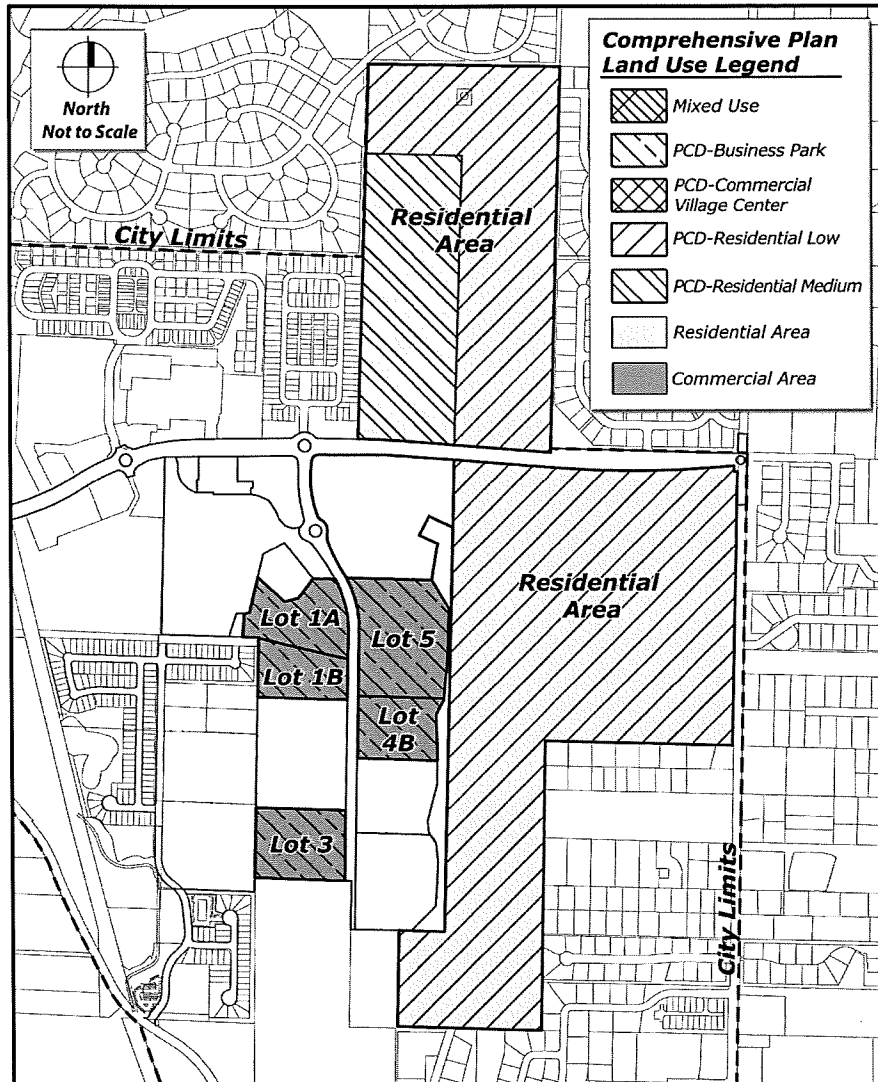 North
Not to Scale
Comprehensive Plan
Land Use Legend
Mixed Use
PCD-Business Park
PCD-Commercial
Village Center
PCD-Residential Low
PCD-Residential Medium
Residential Area
Commercial Area
City Limits
Residential
Area
Residential
Area
Lot 1A
Lot 5
Lot 1B
Lot
4B
Lot 3
City Limits